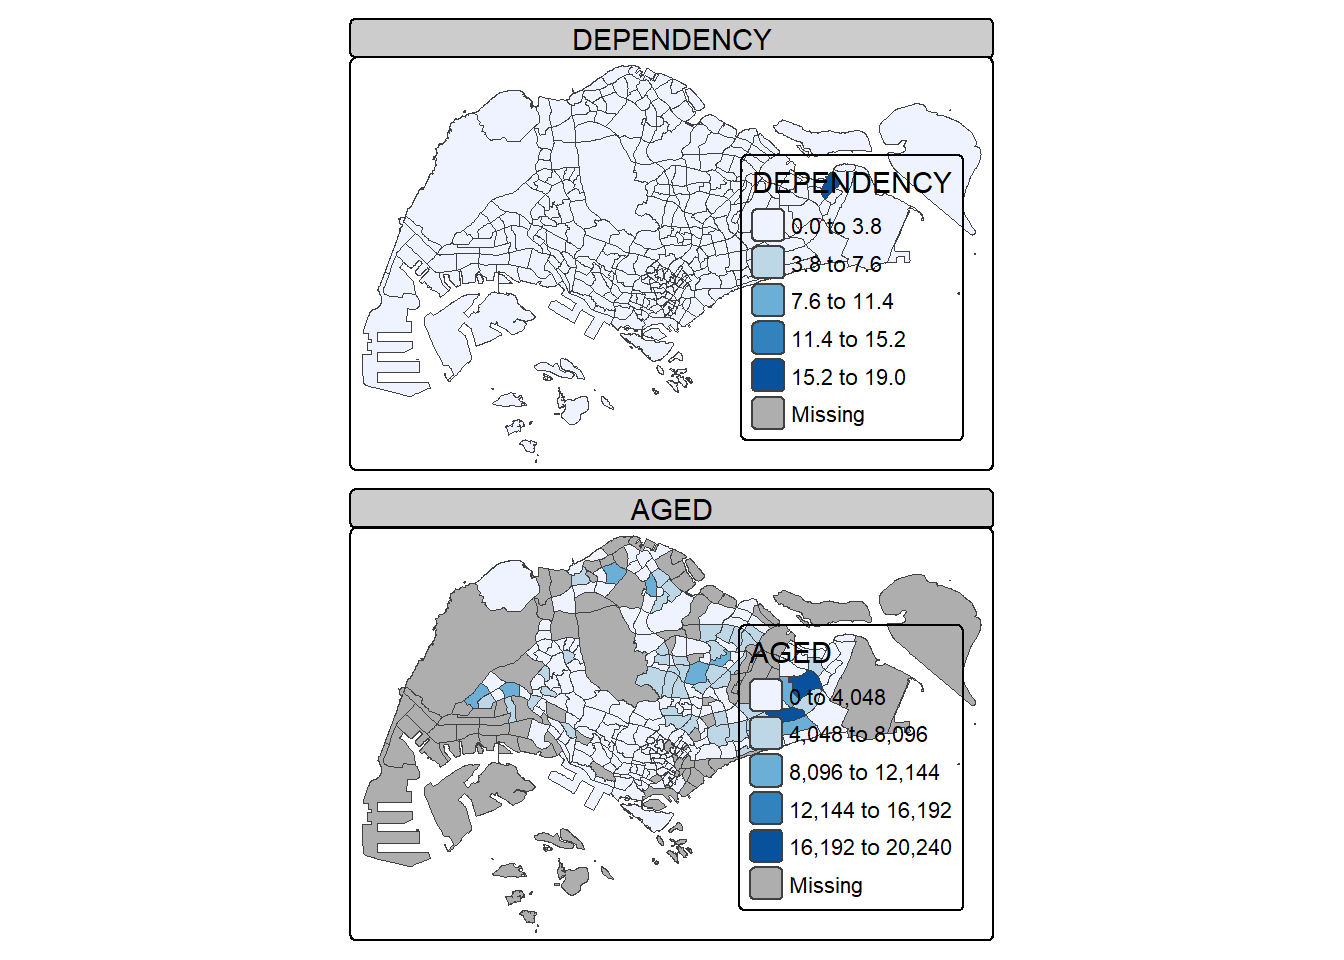 DEPENDENCY
DEPENDENCY
0.0 to 3.8
3.8 to 7.6
7.6 to 11.4
11.4 to 15.2
15.2 to 19.0
Missing
AGED
AGED
0 to 4,048
4,048 to 8,096
8,096 to 12,144
12,144 to 16,192
16,192 to 20,240
Missing